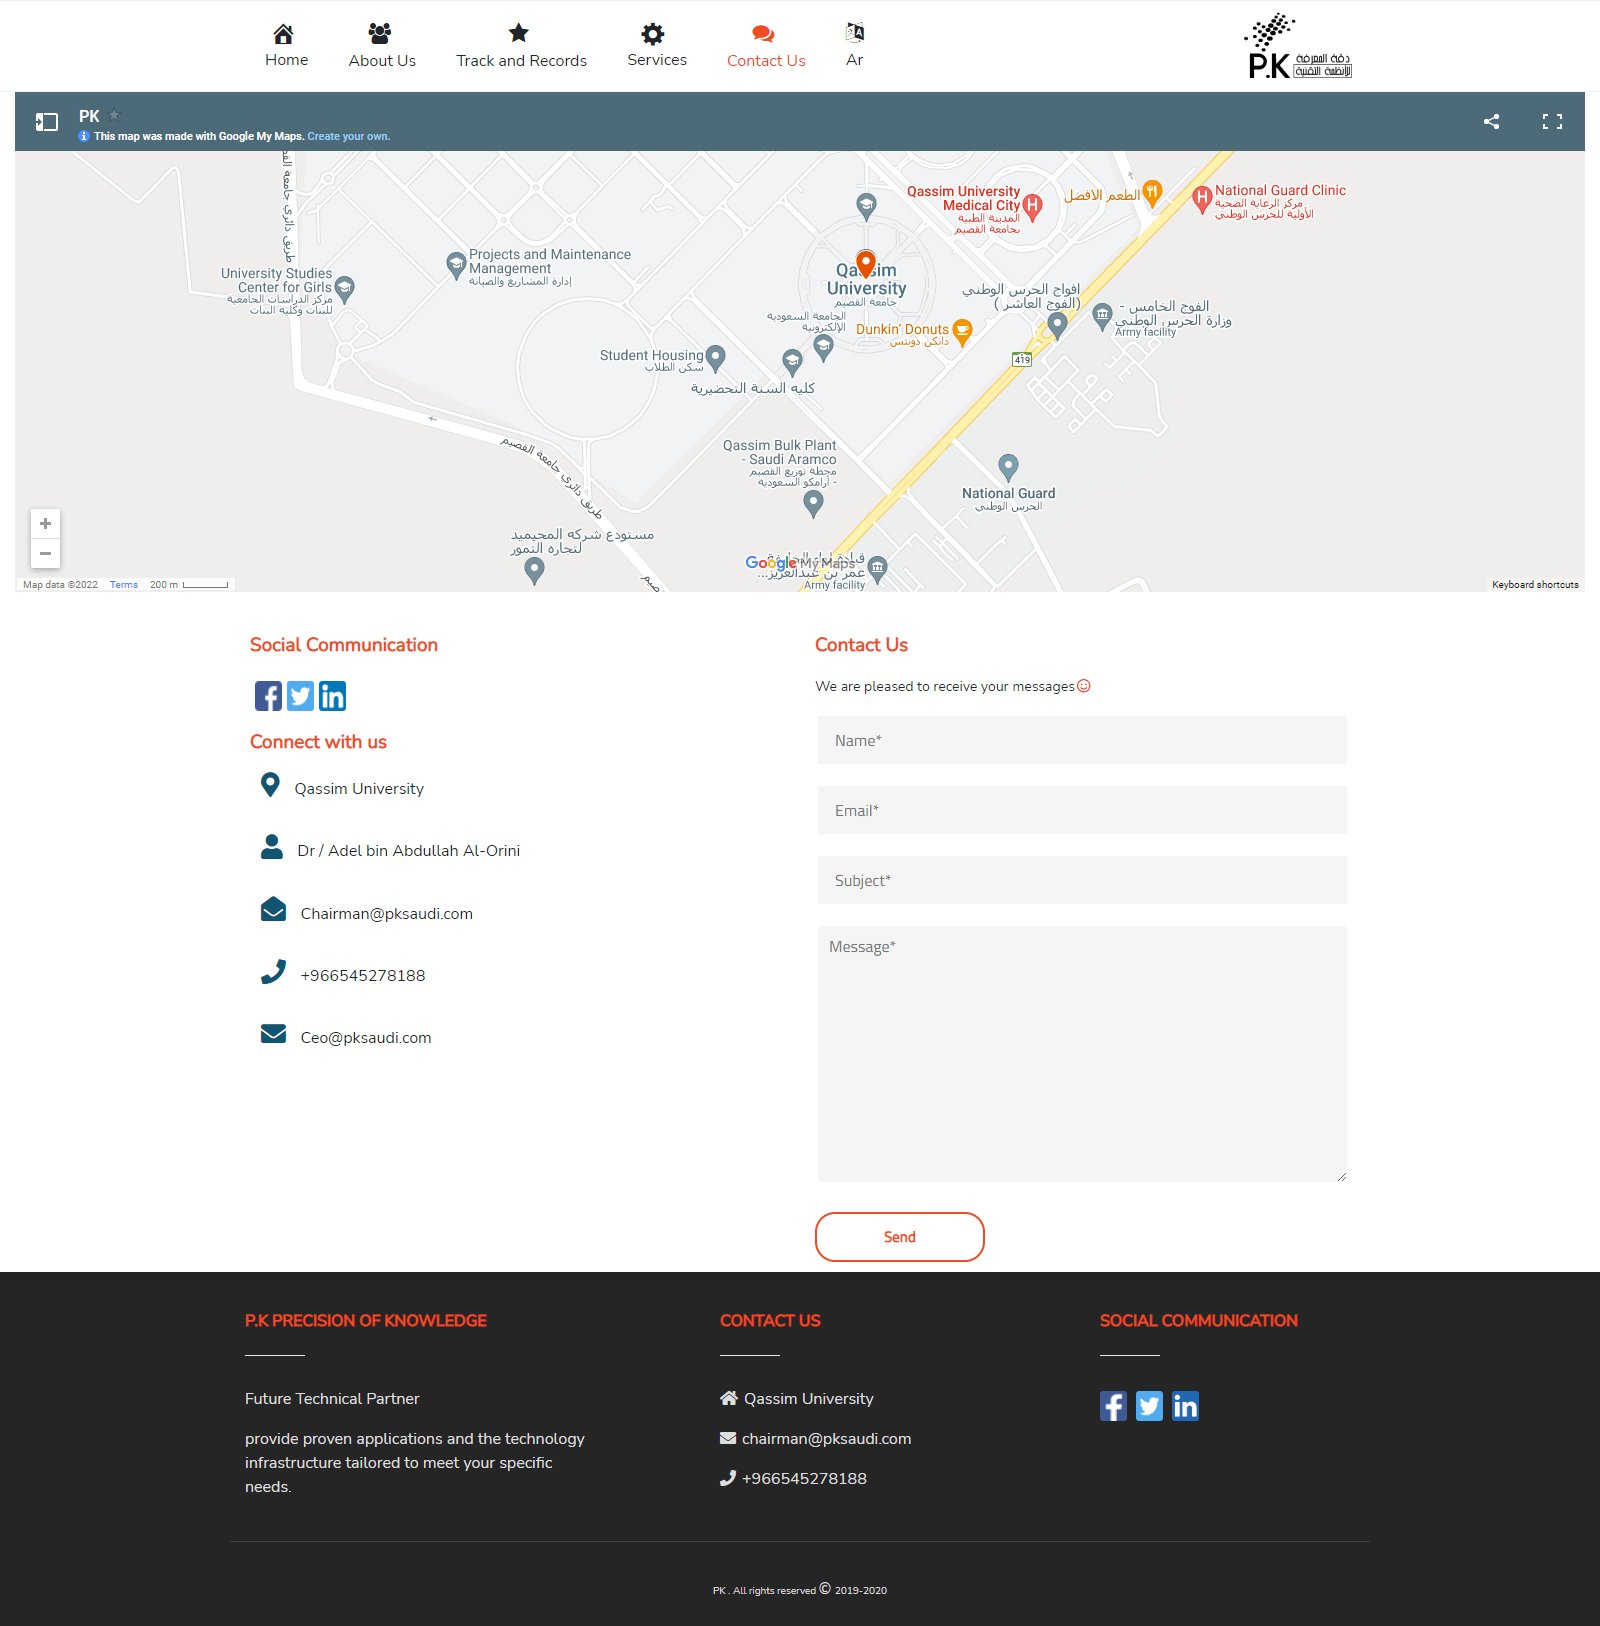 Home
About Us
Track and Records
Services
Contact Us
Ar
P.K
دقة المعرفة
للأنظمة التقنية
PK
This map was made with Google My Maps. Create your own.
طريق دائري جامعة
Qassim University
Medical City
المدينة الطبية
بجامعة القصيم
الطعم الافضل
National Guard Clinic
مركز الرعاية الصحية
الأولية للحرس الوطني
Projects and Maintenance
Management
إدارة المشاريع والصيانة
University Studies
Center for Girls
مركز الدراسات الجامعية
للبنات وكلية البنات
Qassim
University
جامعة القصيم
افواج الحرس الوطني
(الفوج العاشر )
الفوج الخامس -
وزارة الحرس الوطني
Army facility
الجامعة السعودية
الإلكترونية
Dunkin' Donuts
دانكن دونتس
419
Student Housing
سكن الطلاب
كلية السنة التحضيرية
طريق دائري جامعة القصيم
Qassim Bulk Plant
- Saudi Aramco
محطة توزيع القصيم
- أرامكو السعودية
National Guard
الحرس الوطني
مستودع شركه المحيميد
لتجاره التمور
عمر بن عبدالعزيز...
Army facility
Google My Maps
Map data ©2022 Terms 200 m
Keyboard shortcuts
Social Communication
Connect with us
Qassim University
Dr / Adel bin Abdullah Al-Orini
Chairman@pksaudi.com
+966545278188
Ceo@pksaudi.com
Contact Us
We are pleased to receive your messages
Name*
Email*
Subject*
Message*
Send
P.K PRECISION OF KNOWLEDGE
Future Technical Partner
provide proven applications and the technology
infrastructure tailored to meet your specific
needs.
CONTACT US
Qassim University
chairman@pksaudi.com
+966545278188
SOCIAL COMMUNICATION
PK . All rights reserved © 2019-2020